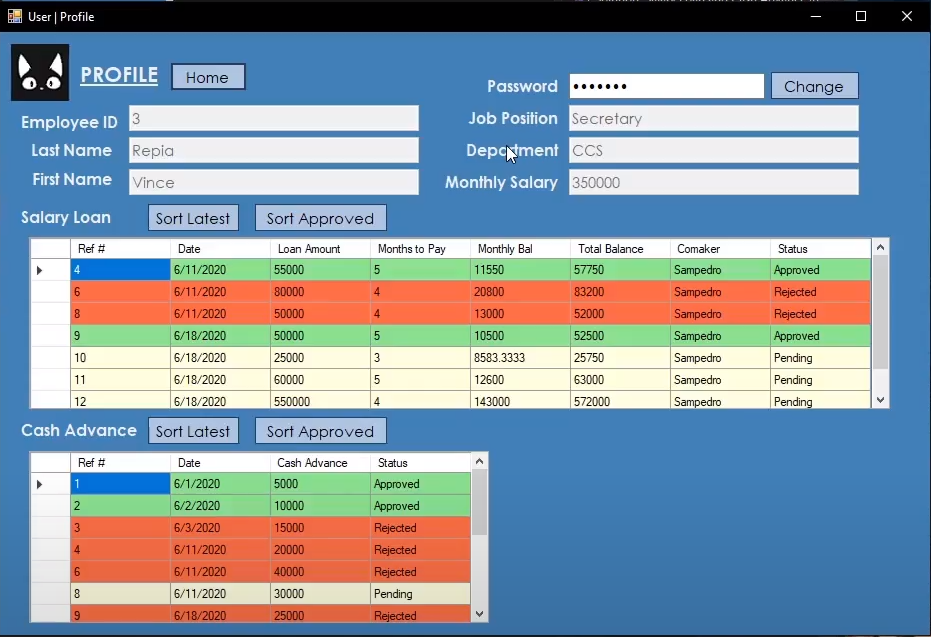 User | Profile
PROFILE Home
Password ••••••• Change
Employee ID 3
Job Position Secretary
Last Name Repia
Department CCS
First Name Vince
Monthly Salary 350000
Salary Loan Sort Latest Sort Approved
Ref # Date Loan Amount Months to Pay Monthly Bal Total Balance Comaker Status
4 6/11/2020 55000 5 11550 57750 Sampedro Approved
6 6/11/2020 80000 4 20800 83200 Sampedro Rejected
8 6/11/2020 50000 4 13000 52000 Sampedro Rejected
9 6/18/2020 50000 5 10500 52500 Sampedro Approved
10 6/18/2020 25000 3 8583.3333 25750 Sampedro Pending
11 6/18/2020 60000 5 12600 63000 Sampedro Pending
12 6/18/2020 550000 4 143000 572000 Sampedro Pending
Cash Advance Sort Latest Sort Approved
Ref # Date Cash Advance Status
1 6/1/2020 5000 Approved
2 6/2/2020 10000 Approved
3 6/3/2020 15000 Rejected
4 6/11/2020 20000 Rejected
6 6/11/2020 40000 Rejected
8 6/11/2020 30000 Pending
9 6/18/2020 25000 Rejected